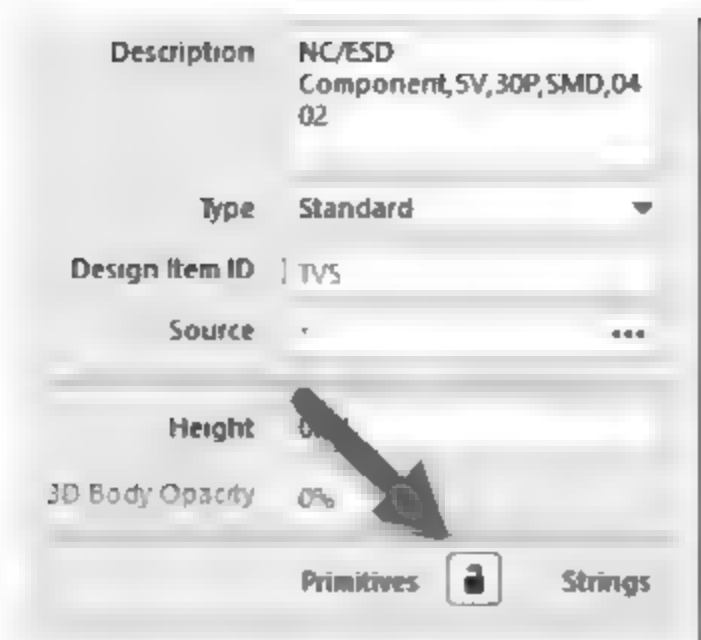 Description NC/ESD
Component,5V,30P,SMD,04
02
Type Standard
Design Item ID TVS
Source
Height
3D Body Opacity 0%
Primitives Strings